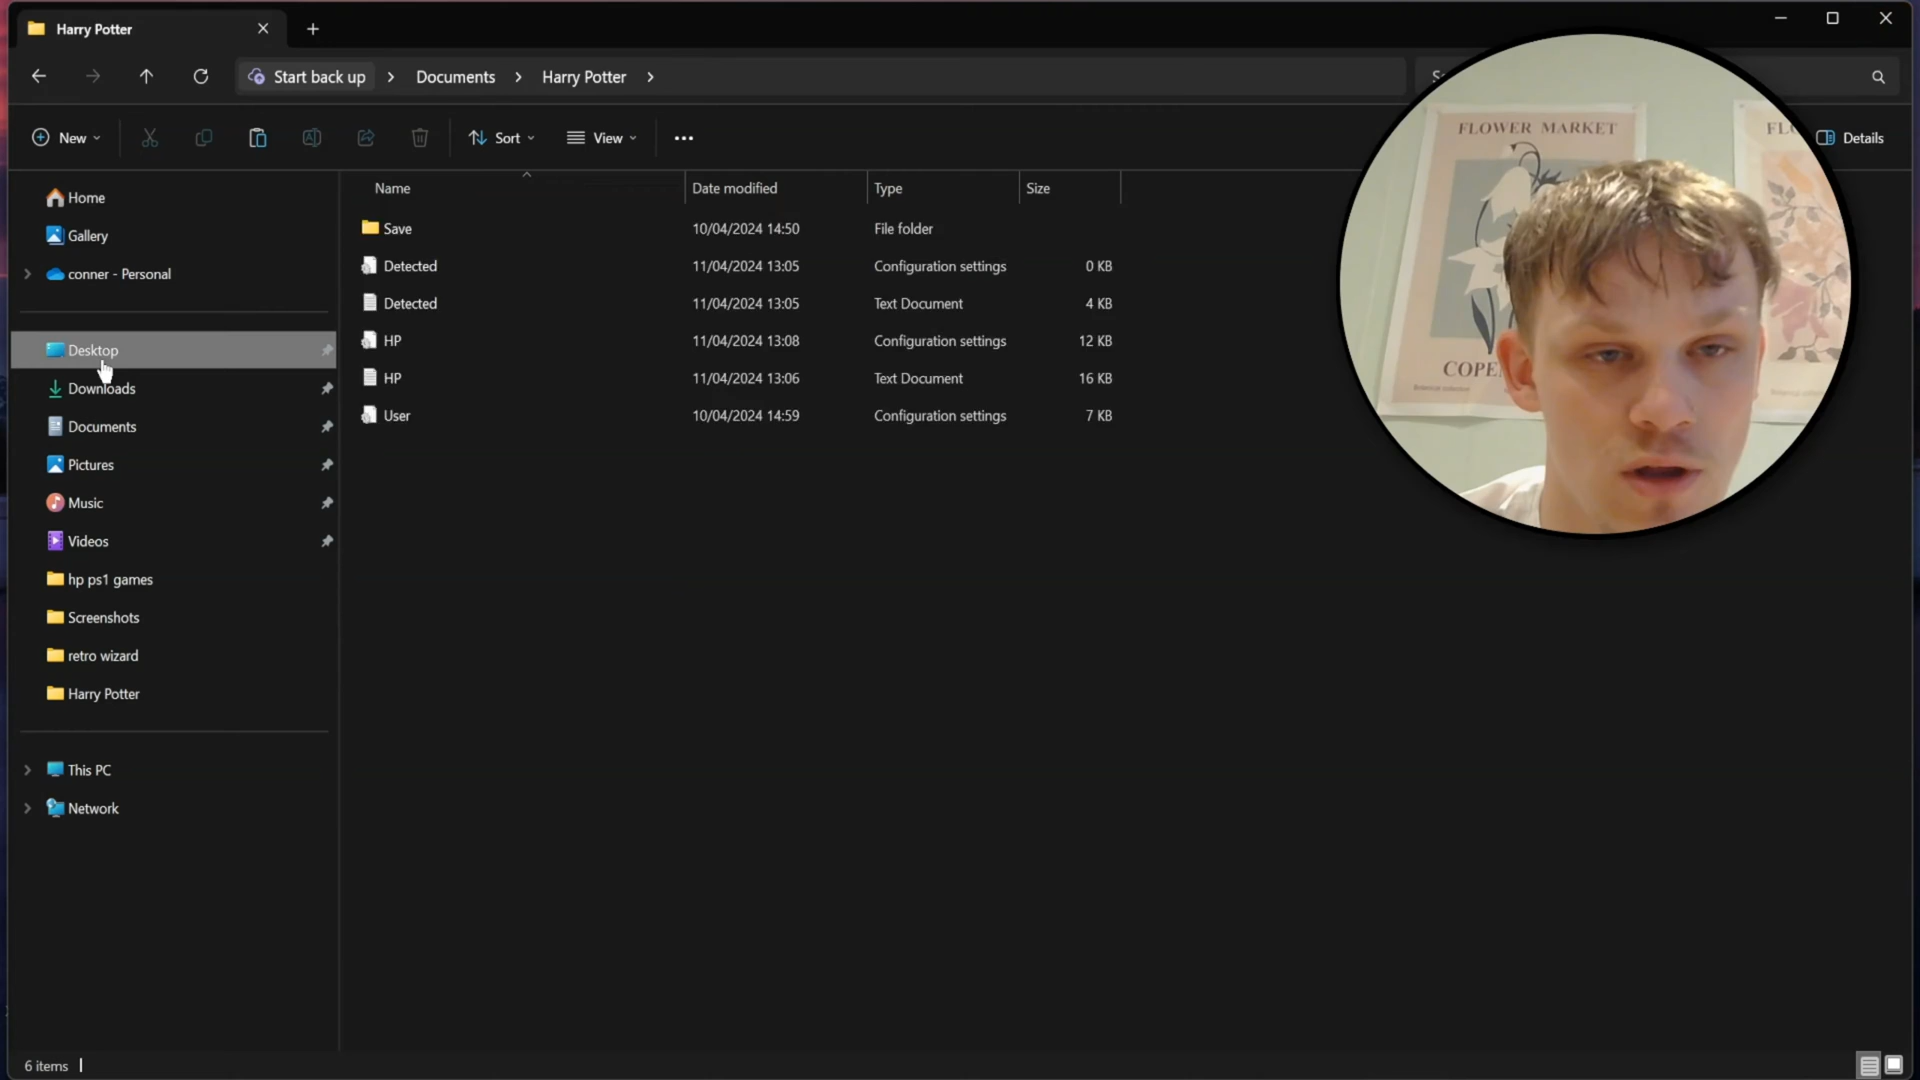 Harry Potter
Start back up > Documents > Harry Potter >
New
Sort
View
Details
Home
Gallery
conner - Personal
Desktop
Downloads
Documents
Pictures
Music
Videos
hp ps1 games
Screenshots
retro wizard
Harry Potter
This PC
Network
Name Date modified Type Size
Save 10/04/2024 14:50 File folder
Detected 11/04/2024 13:05 Configuration settings 0 KB
Detected 11/04/2024 13:05 Text Document 4 KB
HP 11/04/2024 13:08 Configuration settings 12 KB
HP 11/04/2024 13:06 Text Document 16 KB
User 10/04/2024 14:59 Configuration settings 7 KB
FLOWER MARKET
6 items